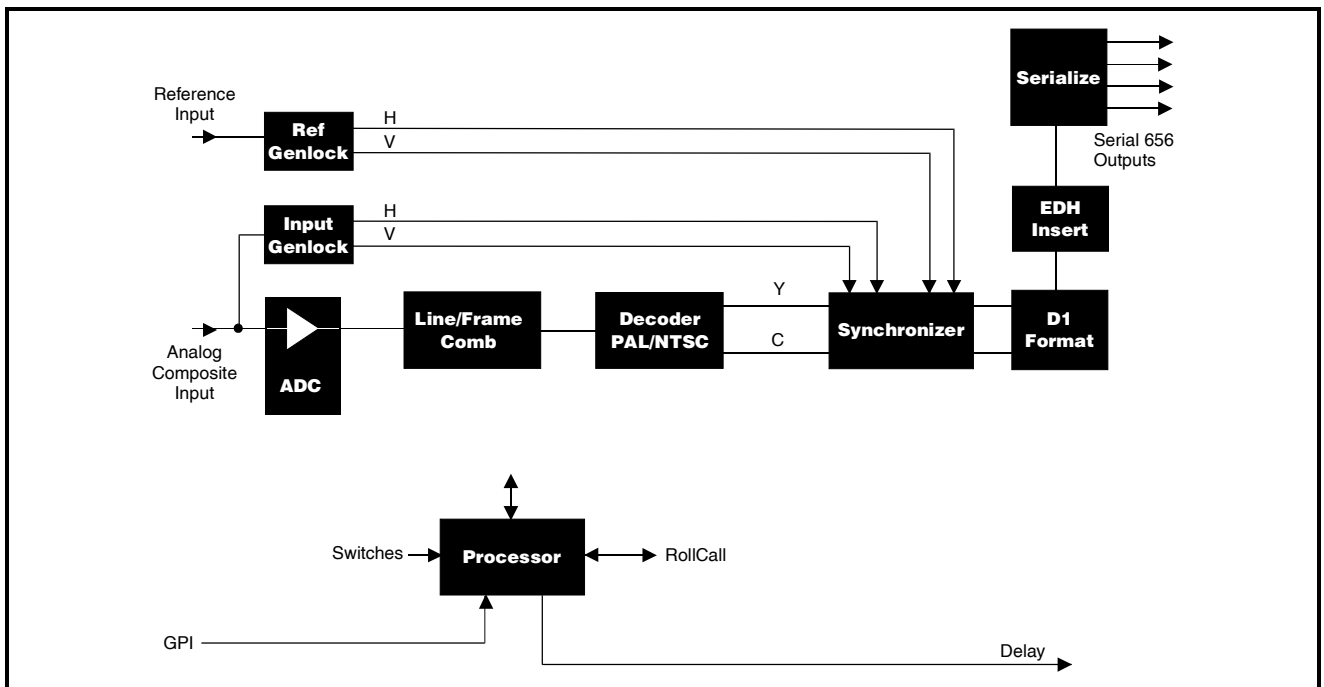 Serialize
Serial 656
Outputs
Reference
Input
Ref
Genlock
H
V
EDH
Insert
Input
Genlock
H
V
Analog
Composite
Input
ADC
Line/Frame
Comb
Decoder
PAL/NTSC
Y
C
Synchronizer
D1
Format
Switches
Processor
RollCall
GPI
Delay